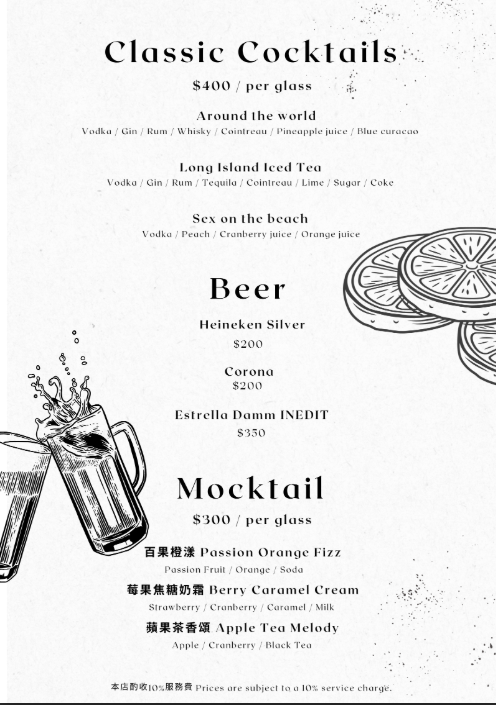 Classic Cocktails
$400 / per glass
Around the world
Vodka / Gin / Rum / Whisky / Cointreau / Pineapple juice / Blue curacao
Long Island Iced Tea
Vodka / Gin / Rum / Tequila / Cointreau / Lime / Sugar / Coke
Sex on the beach
Vodka / Peach / Cranberry juice / Orange juice
Beer
Heineken Silver
$200
Corona
$200
Estrella Damm INEDIT
$350
Mocktail
$300 / per glass
百果橙漾 Passion Orange Fizz
Passion Fruit / Orange / Soda
莓果焦糖奶霜 Berry Caramel Cream
Strawberry / Cranberry / Caramel / Milk
蘋果茶香頌 Apple Tea Melody
Apple / Cranberry / Black Tea
本店酌收10%服務費 Prices are subject to a 10% service charge.